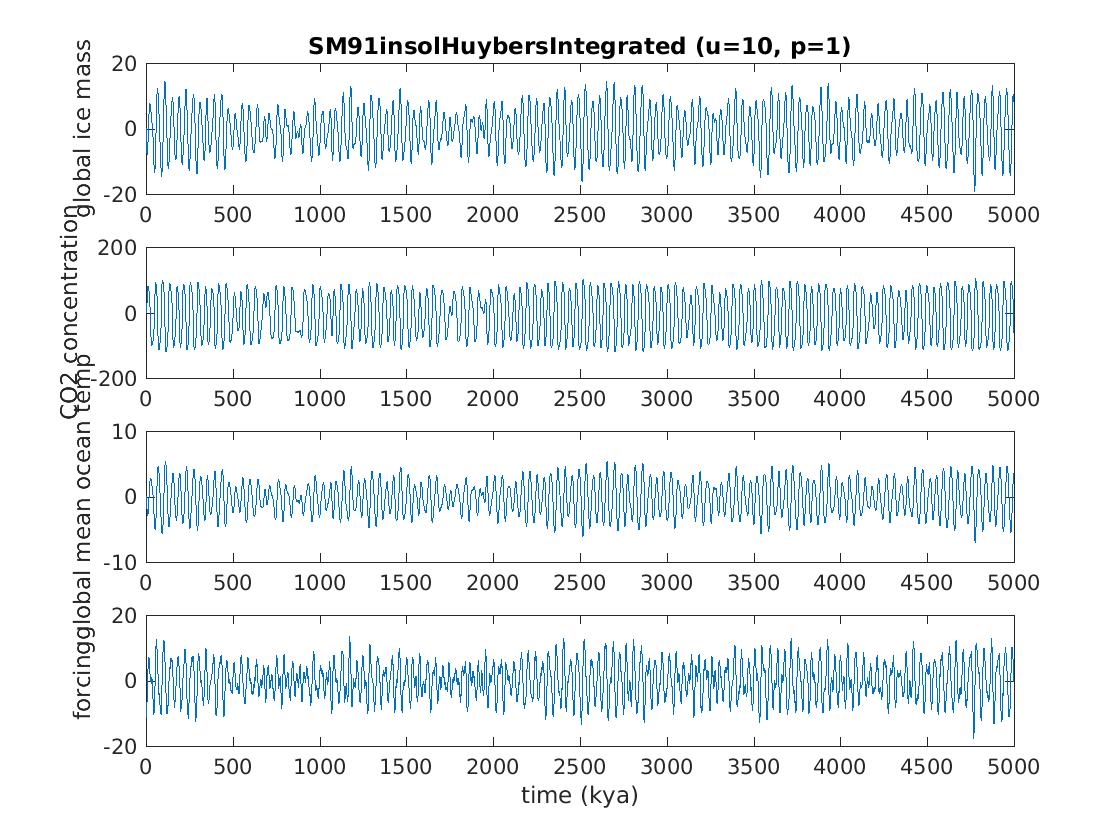 SM91insolHuybersIntegrated (u=10, p=1)
global ice mass
20
0
-20
0 500 1000 1500 2000 2500 3000 3500 4000 4500 5000
CO2 concentration
200
0
-200
0 500 1000 1500 2000 2500 3000 3500 4000 4500 5000
global mean ocean temp
10
0
-10
0 500 1000 1500 2000 2500 3000 3500 4000 4500 5000
forcing
20
0
-20
0 500 1000 1500 2000 2500 3000 3500 4000 4500 5000
time (kya)